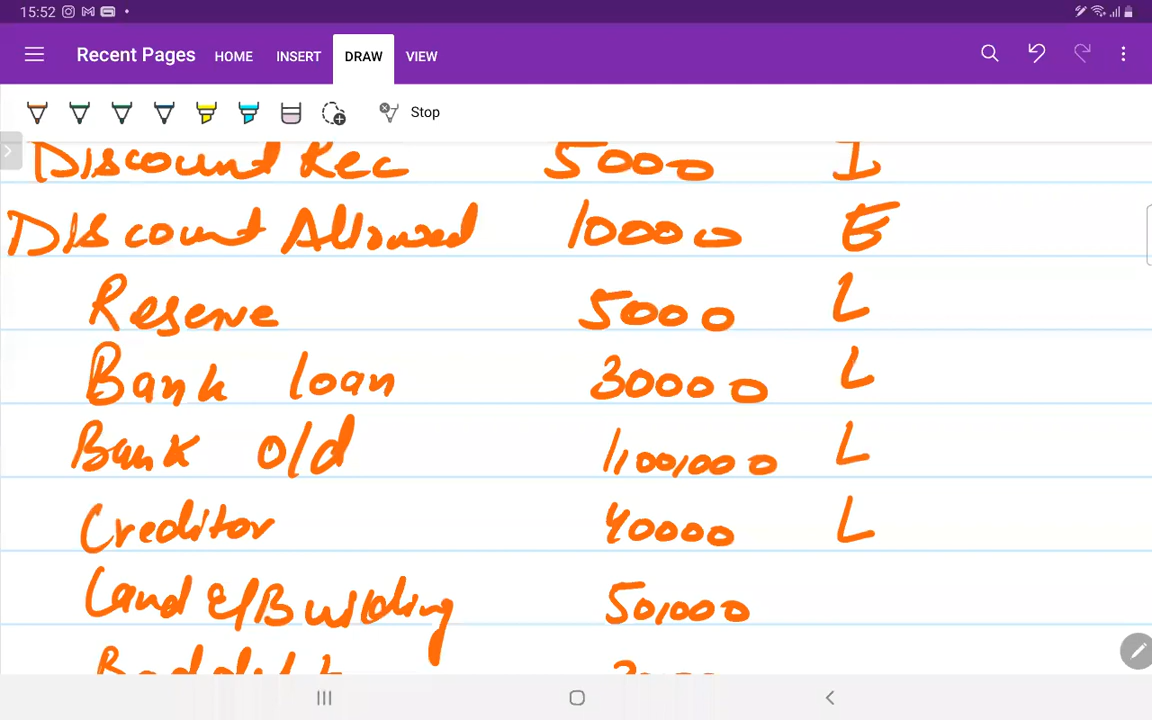 15:52
Recent Pages HOME INSERT DRAW VIEW
Stop
Discount Rec 5000 I
Discount Allowed 10000 E
Reserve 5000 L
Bank loan 30000 L
Bank o/d 1,00,000 L
Creditor 40000 L
Land & Building 50,000